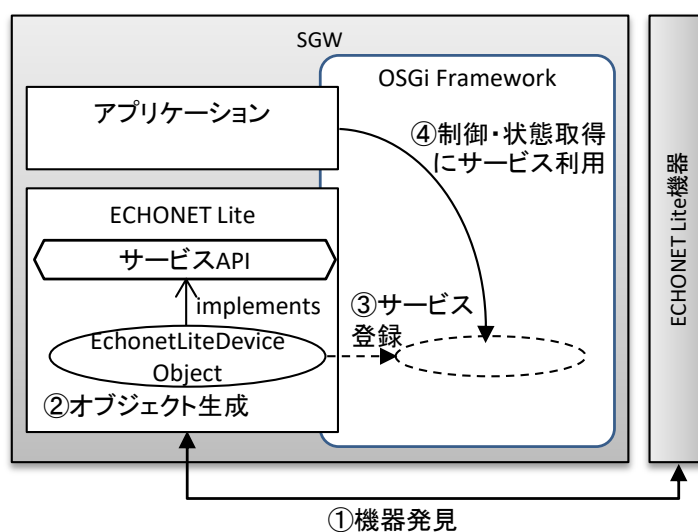 SGW
OSGi Framework
アプリケーション
④制御・状態取得
にサービス利用
ECHONET Lite
サービスAPI
implements
③サービス
登録
EchonetLiteDevice
Object
②オブジェクト生成
ECHONET Lite機器
①機器発見